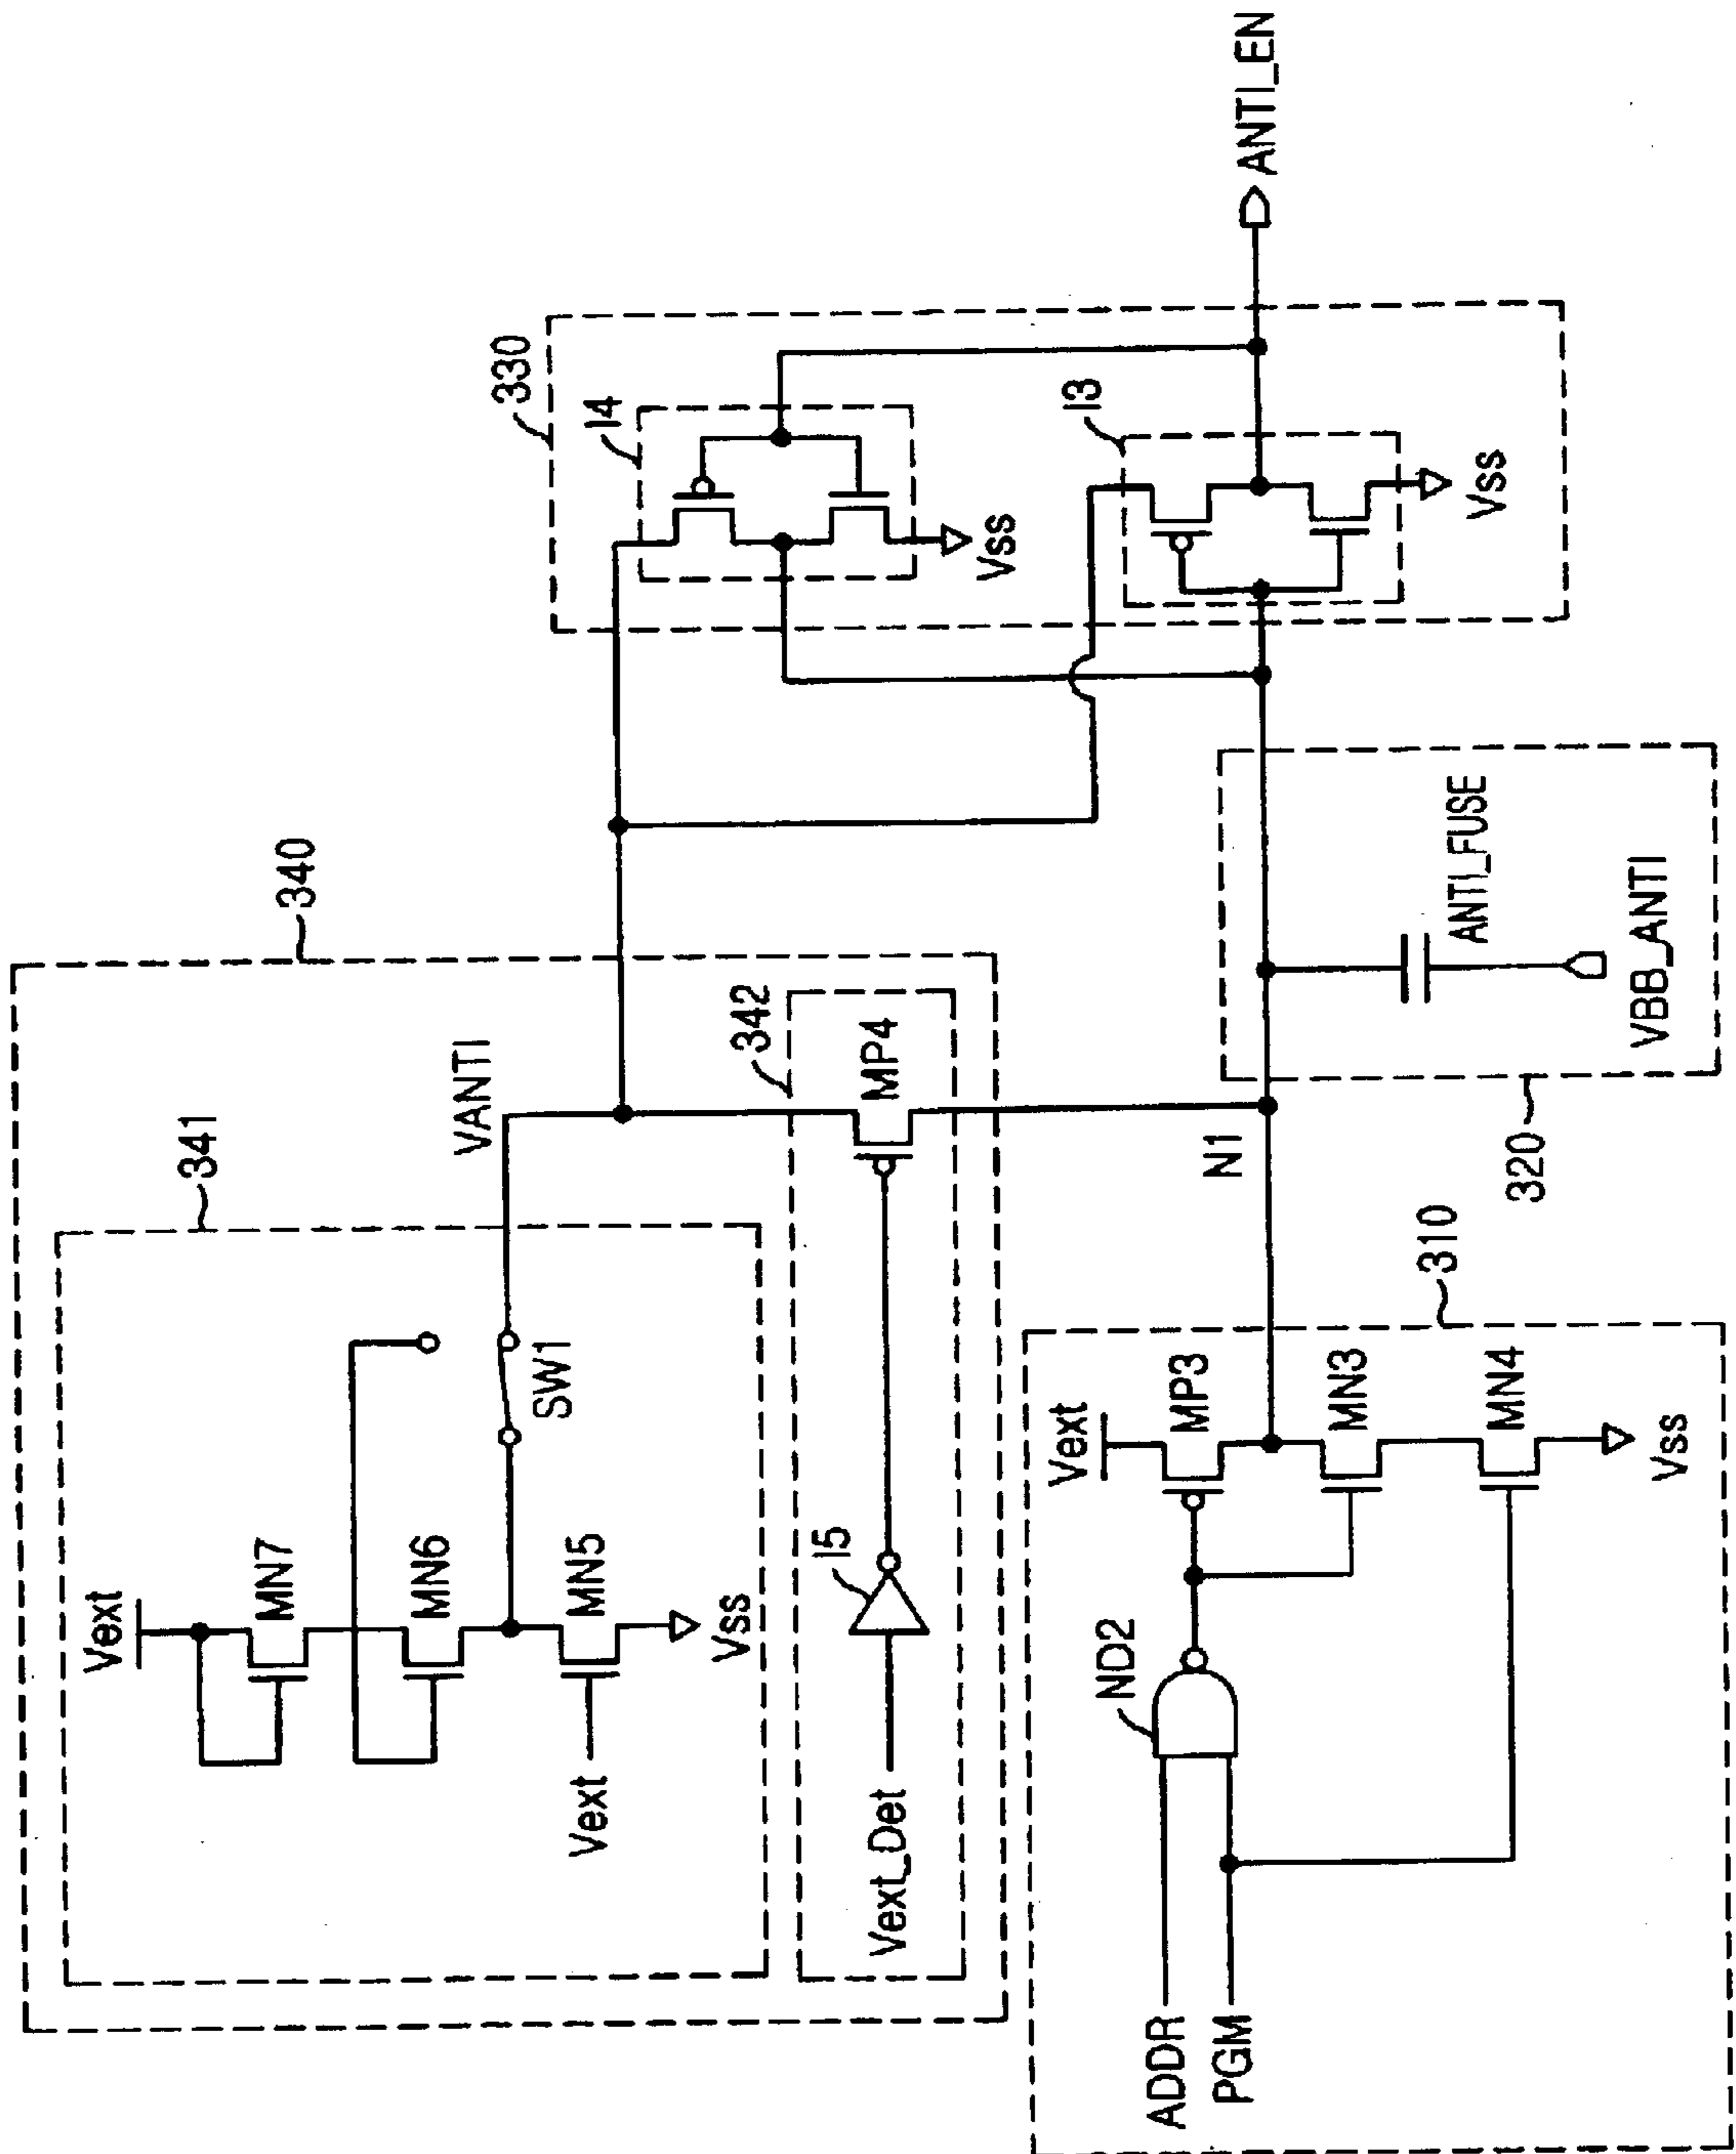 340
341
Vext
MN7
MN6
MN5
Vss
Vext
SW1
VANTI
342
Vext_Det
I5
MP4
330
I4
Vss
I3
Vss
ANTI_EN
310
ADDR
PGM
ND2
Vext
MP3
MN3
MN4
Vss
N1
320
ANTI_FUSE
VBB_ANTI